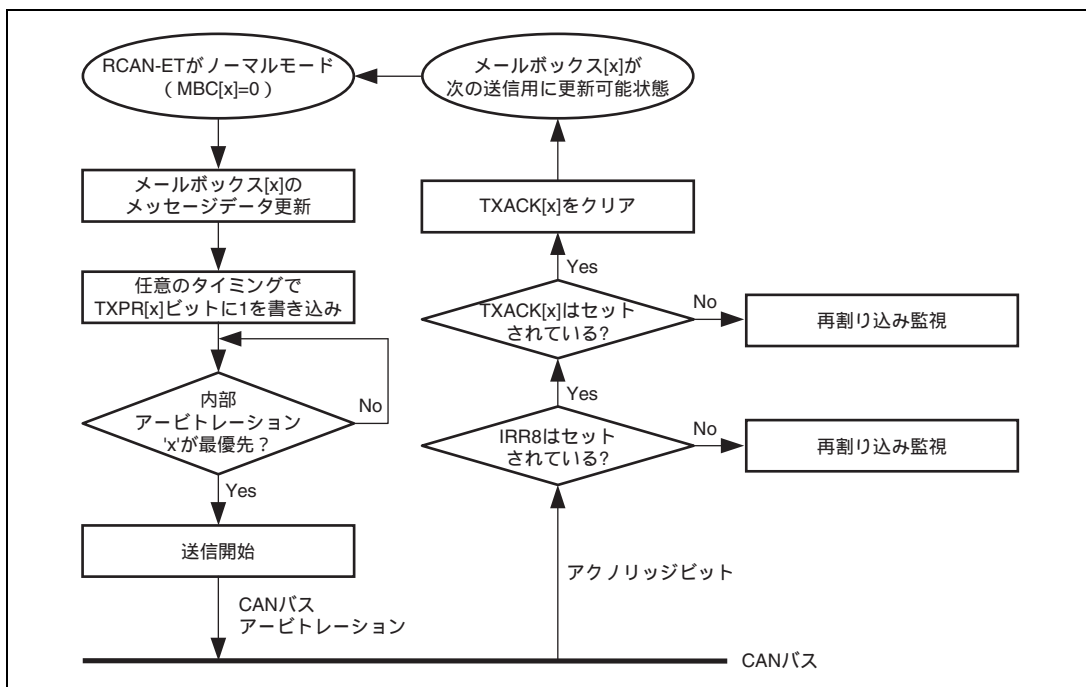 RCAN-ETがノーマルモード
( MBC[x]=0 )
メールボックス[x]の
メッセージデータ更新
任意のタイミングで
TXPR[x]ビットに1を書き込み
内部
アービトレーション
'x'が最優先？
No
Yes
送信開始
CANバス
アービトレーション
メールボックス[x]が
次の送信用に更新可能状態
TXACK[x]をクリア
Yes
TXACK[x]はセット
されている?
No
再割り込み監視
Yes
IRR8はセット
されている?
No
再割り込み監視
アクノリッジビット
CANバス